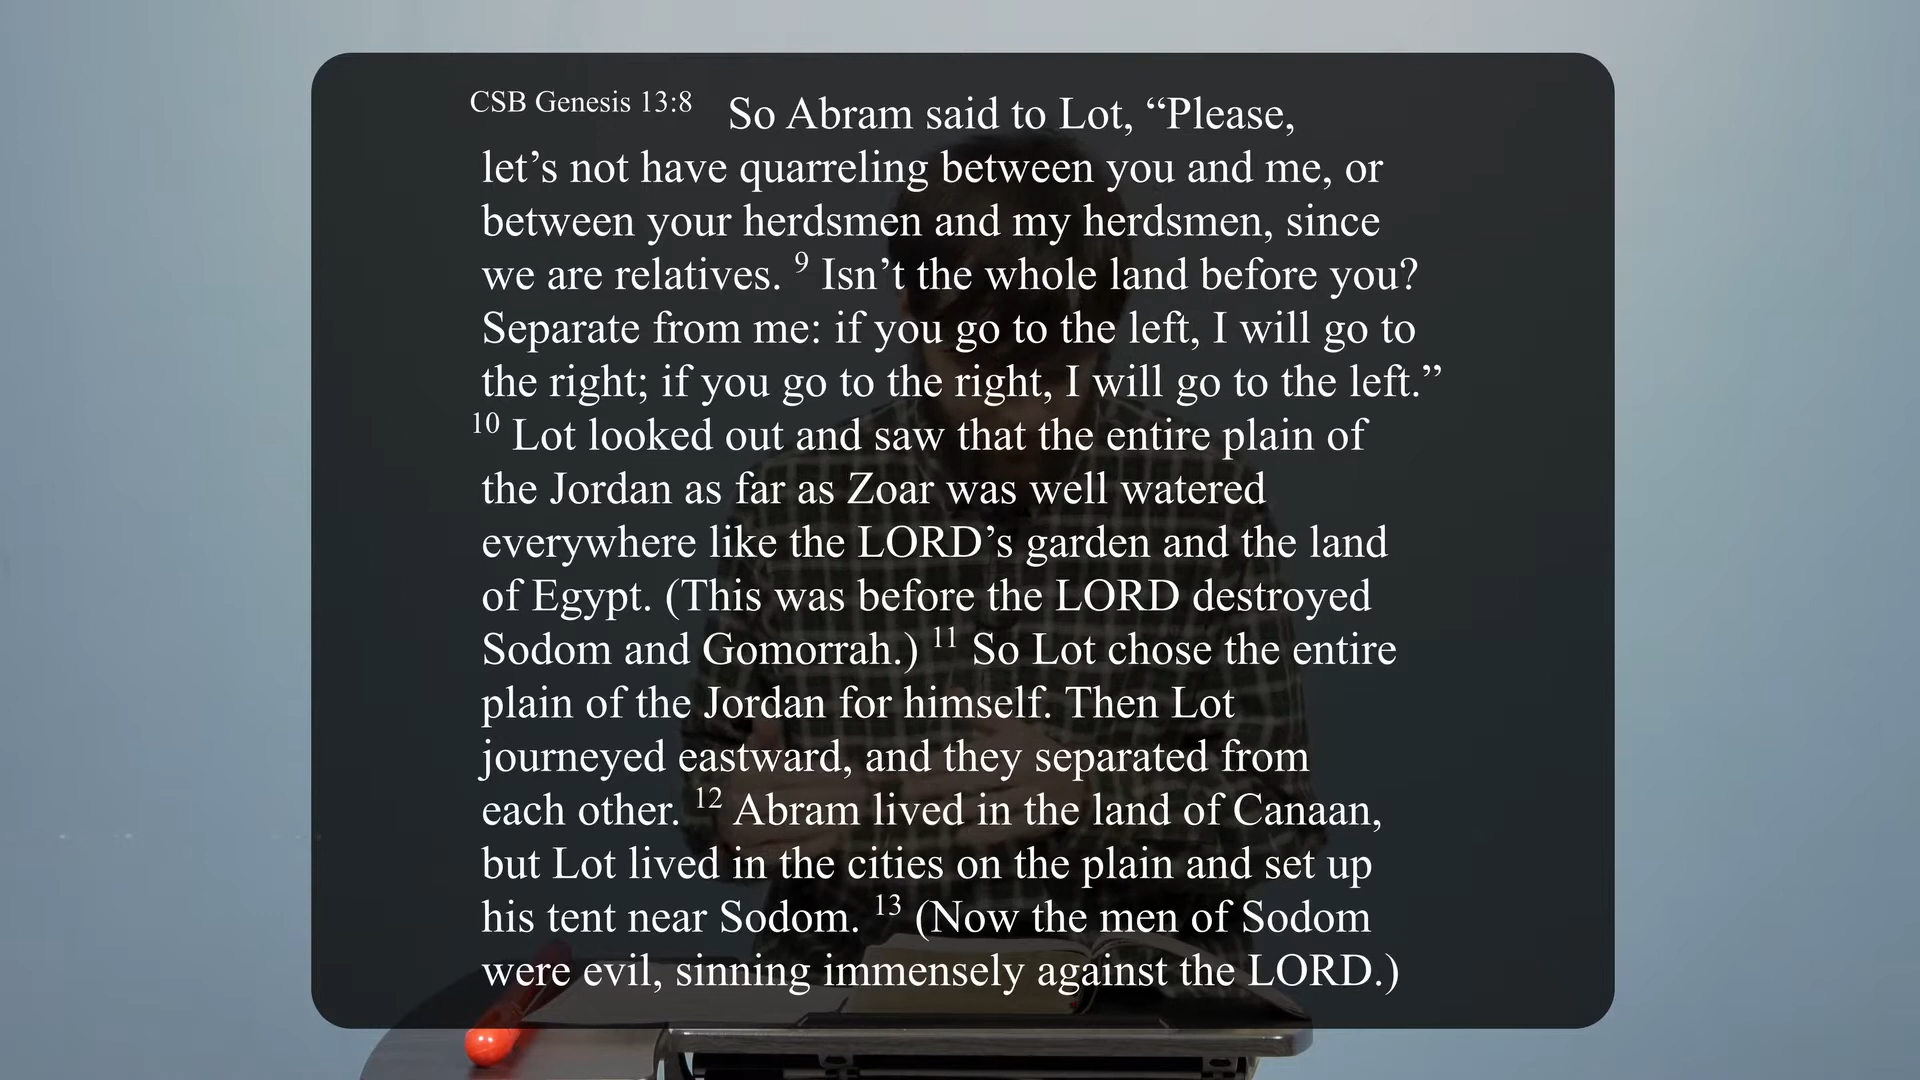 CSB Genesis 13:8 So Abram said to Lot, “Please,
let’s not have quarreling between you and me, or
between your herdsmen and my herdsmen, since
we are relatives. 9 Isn’t the whole land before you?
Separate from me: if you go to the left, I will go to
the right; if you go to the right, I will go to the left.”
10 Lot looked out and saw that the entire plain of
the Jordan as far as Zoar was well watered
everywhere like the LORD’s garden and the land
of Egypt. (This was before the LORD destroyed
Sodom and Gomorrah.) 11 So Lot chose the entire
plain of the Jordan for himself. Then Lot
journeyed eastward, and they separated from
each other. 12 Abram lived in the land of Canaan,
but Lot lived in the cities on the plain and set up
his tent near Sodom. 13 (Now the men of Sodom
were evil, sinning immensely against the LORD.)